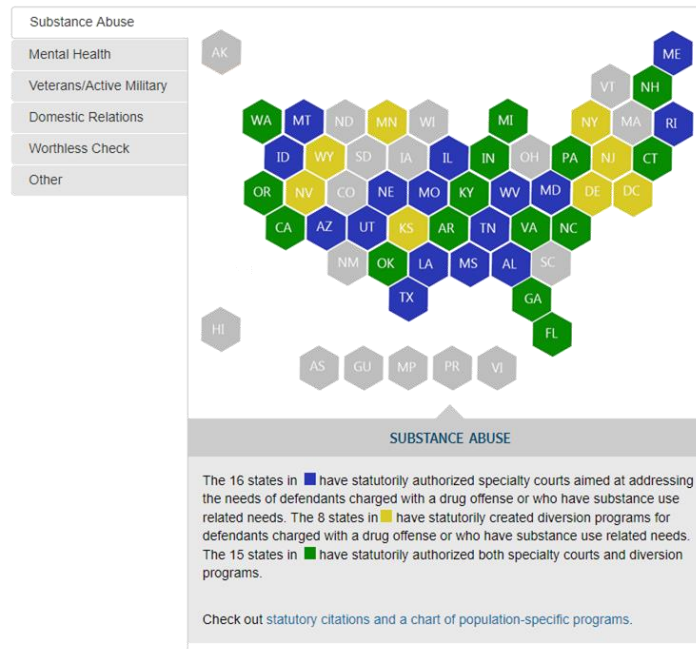 Substance Abuse
Mental Health
Veterans/Active Military
Domestic Relations
Worthless Check
Other
AK
ME
VT NH
WA MT ND MN WI MI NY MA RI
ID WY SD IA IL IN OH PA NJ CT
OR NV CO NE MO KY WV MD DE DC
CA AZ UT KS AR TN VA NC
NM OK LA MS AL SC
TX GA
HI FL
AS GU MP PR VI
SUBSTANCE ABUSE
The 16 states in have statutorily authorized specialty courts aimed at addressing
the needs of defendants charged with a drug offense or who have substance use
related needs. The 8 states in have statutorily created diversion programs for
defendants charged with a drug offense or who have substance use related needs.
The 15 states in have statutorily authorized both specialty courts and diversion
programs.
Check out statutory citations and a chart of population-specific programs.